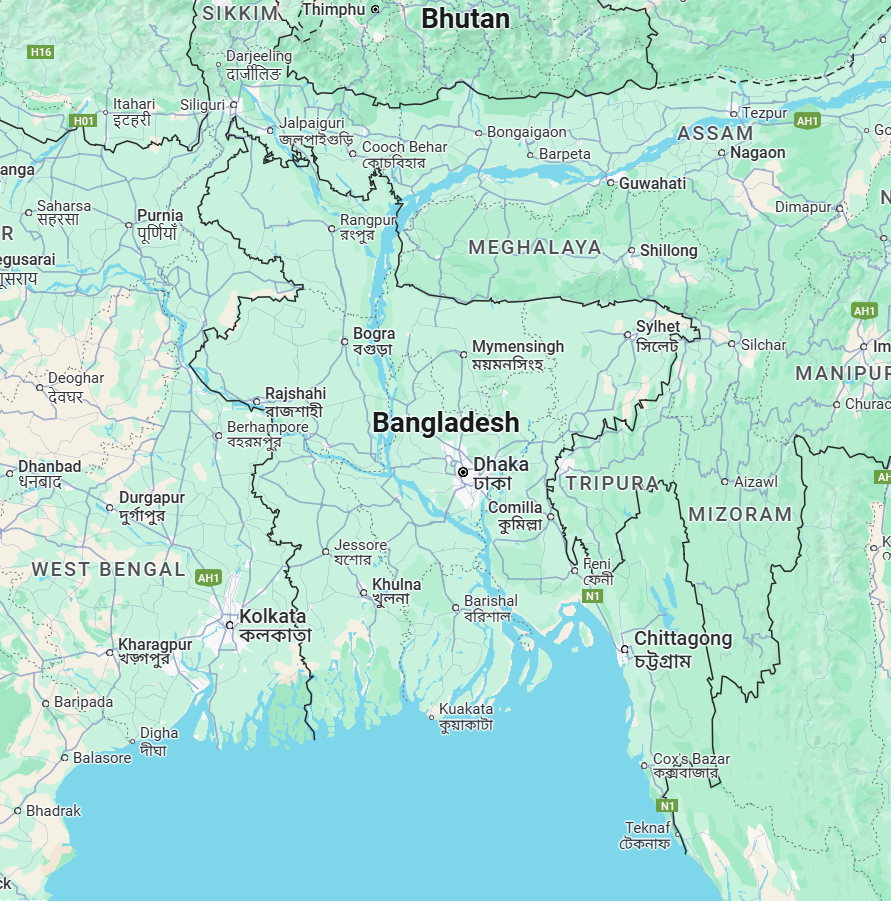 SIKKIM
Thimphu
Bhutan
H16
Darjeeling
দার্জীলিঙ
Itahari
इटहरी
Siliguri
H01
Jalpaiguri
জলপাইগুড়ি
Bongaigaon
Tezpur
AH1
ASSAM
Cooch Behar
কোচবিহার
Barpeta
Nagaon
anga
Guwahati
Saharsa
सहरसा
Purnia
पूर्णियाँ
Rangpur
রংপুর
Dimapur
R
MEGHALAYA
Shillong
egusarai
गूसराय
AH1
Bogra
বগুড়া
Mymensingh
ময়মনসিংহ
Sylhet
সিলেট
Silchar
Im
Deoghar
देवघर
MANIPUR
Rajshahi
রাজশাহী
Churac
Berhampore
বহরমপুর
Bangladesh
Dhanbad
धनबाद
Dhaka
ঢাকা
TRIPURA
Aizawl
AH
Durgapur
দুর্গাপুর
Comilla
কুমিল্লা
MIZORAM
Jessore
যশোর
WEST BENGAL
AH1
Feni
ফেনী
Khulna
খুলনা
N1
Barishal
বরিশাল
Kolkata
কলকাতা
Kharagpur
খড়্গপুর
Chittagong
চট্টগ্রাম
Baripada
Kuakata
কুয়াকাটা
Digha
দীঘা
Balasore
Cox's Bazar
কক্সবাজার
N1
Bhadrak
Teknaf
টেকনাফ
ck